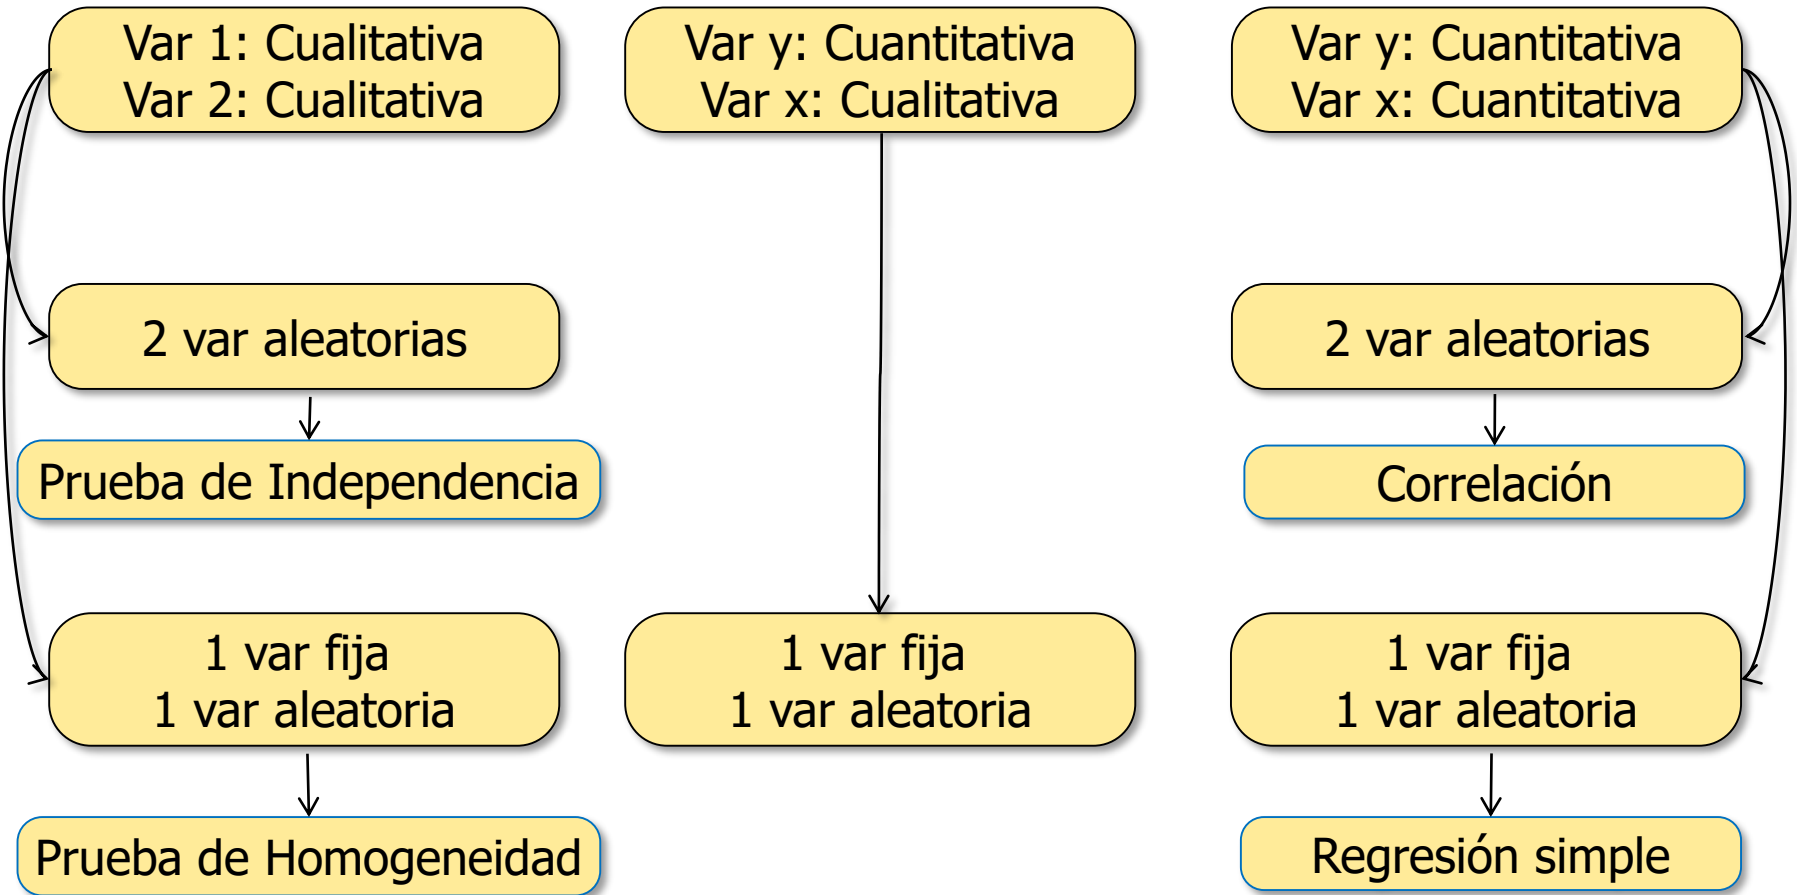 Var 1: Cualitativa
Var 2: Cualitativa
Var y: Cuantitativa
Var x: Cualitativa
Var y: Cuantitativa
Var x: Cuantitativa
2 var aleatorias
2 var aleatorias
Prueba de Independencia
Correlación
1 var fija
1 var aleatoria
1 var fija
1 var aleatoria
1 var fija
1 var aleatoria
Prueba de Homogeneidad
Regresión simple